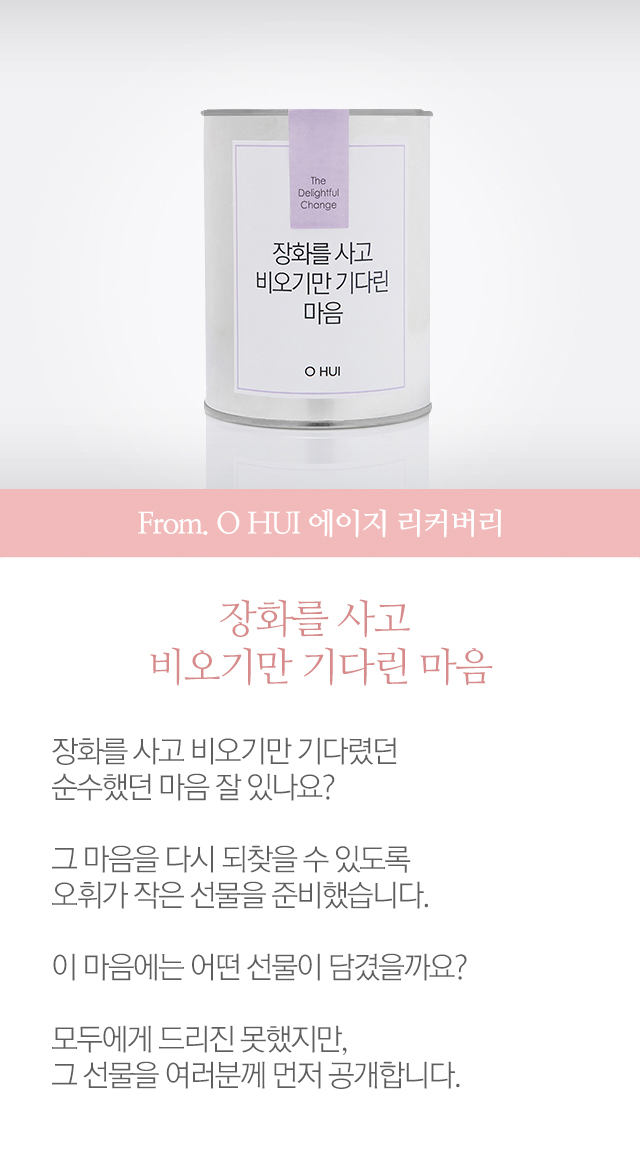 The
Delightful
Change
장화를 사고
비오기만 기다린
마음
O HUI
From. O HUI 에이지 리커버리
장화를 사고
비오기만 기다린 마음
장화를 사고 비오기만 기다렸던
순수했던 마음 잘 있나요?
그 마음을 다시 되찾을 수 있도록
오휘가 작은 선물을 준비했습니다.
이 마음에는 어떤 선물이 담겼을까요?
모두에게 드리진 못했지만,
그 선물을 여러분께 먼저 공개합니다.